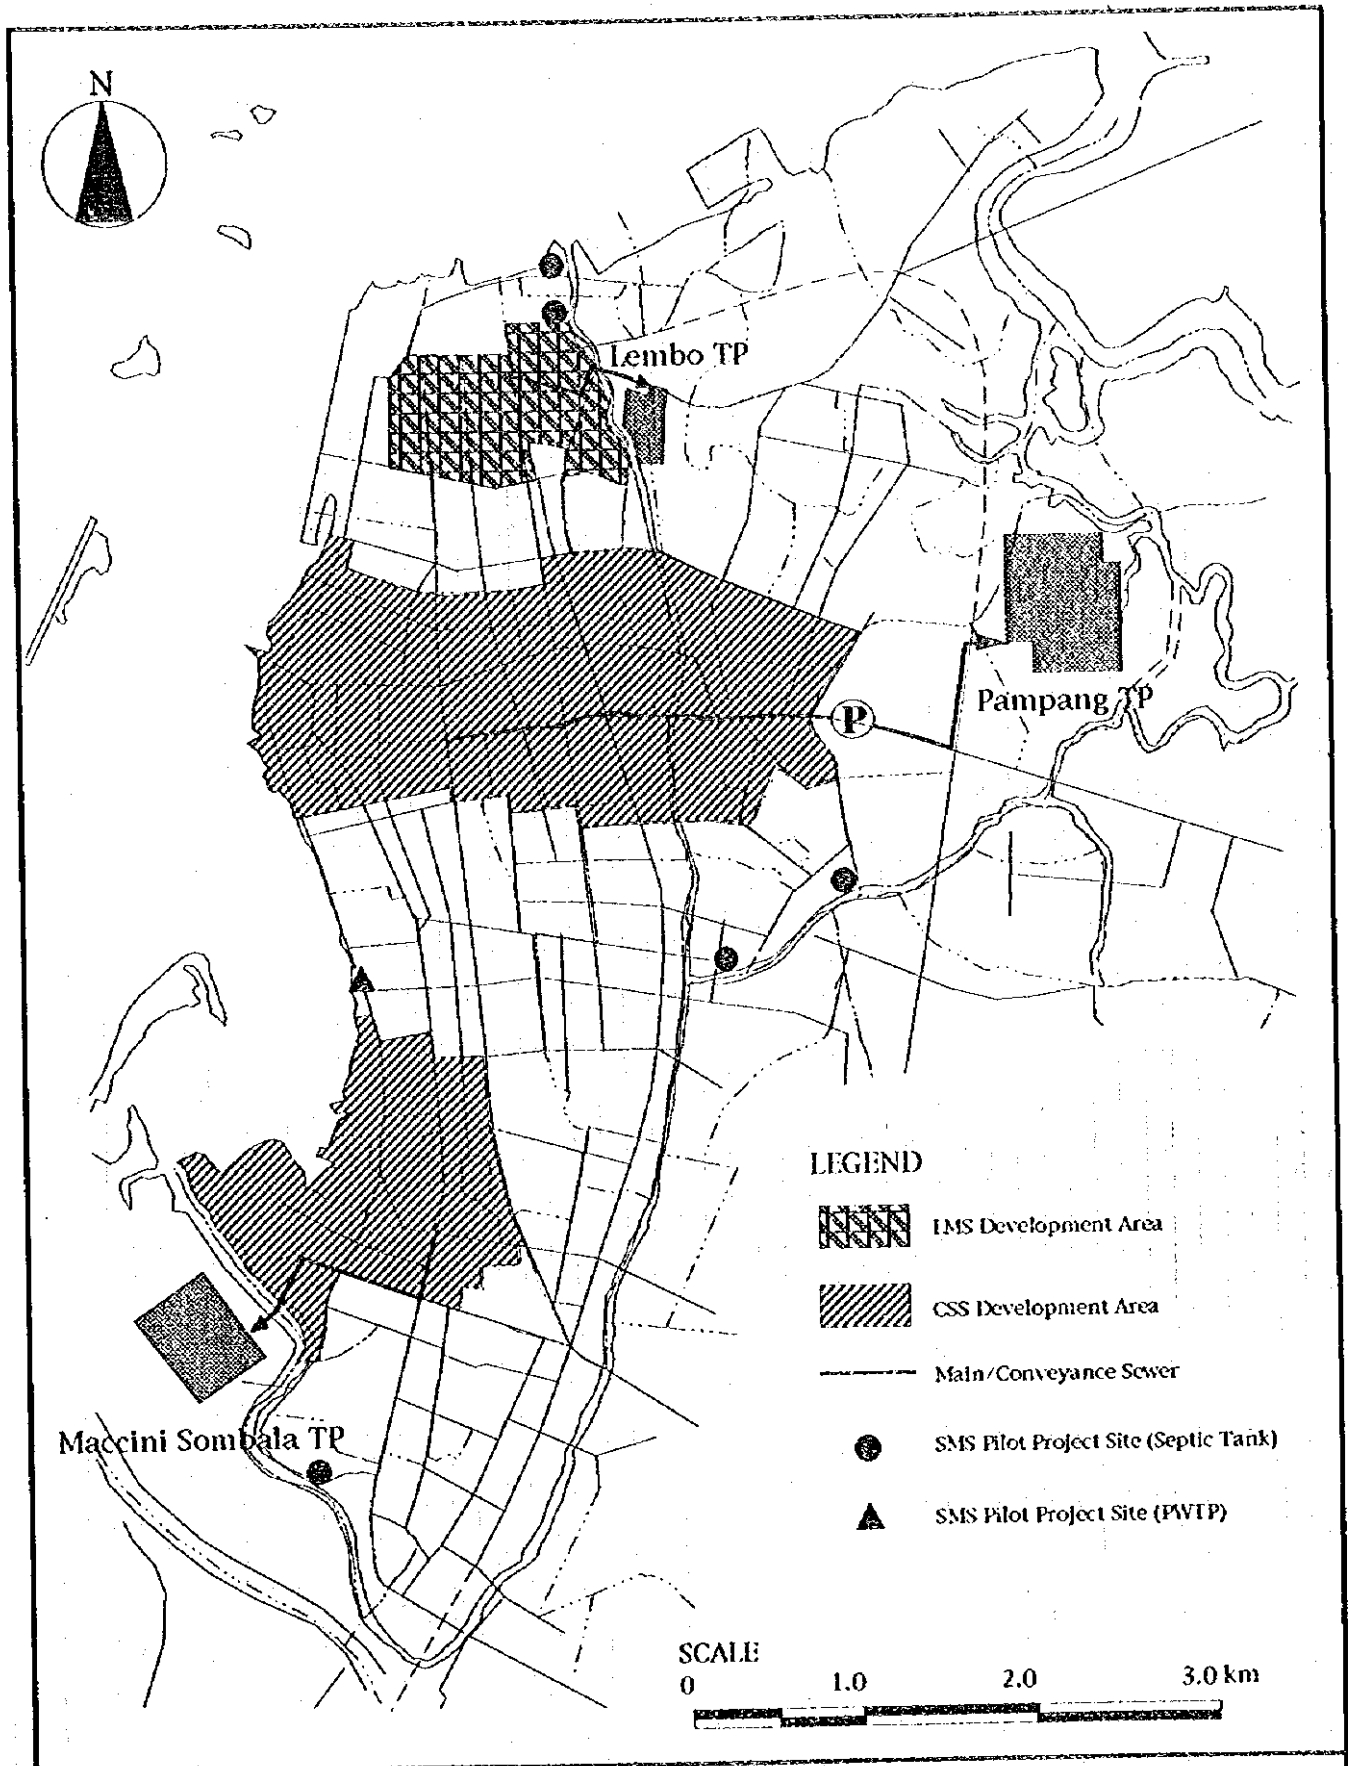 N
Lembo TP
Pampang TP
P
LEGEND
IMS Development Area
CSS Development Area
Main/Conveyance Sewer
SMS Pilot Project Site (Septic Tank)
SMS Pilot Project Site (PWTP)
Maccini Sombala TP
SCALE
0 1.0 2.0 3.0 km